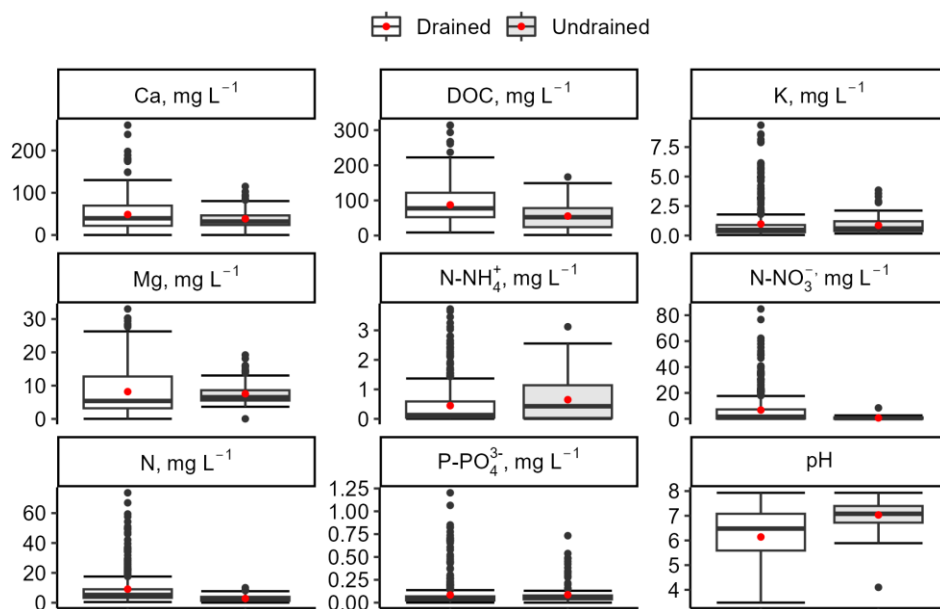 Drained Undrained
Ca, mg L⁻¹ DOC, mg L⁻¹ K, mg L⁻¹
200 300 7.5
100 200 5.0
0 100 2.5
0 0.0
Mg, mg L⁻¹ N-NH₄⁺, mg L⁻¹ N-NO₃⁻, mg L⁻¹
30 3 80
20 2 60
10 1 40
0 0 20
0
N, mg L⁻¹ P-PO₄³⁻, mg L⁻¹ pH
60 1.25 8
40 1.00 7
20 0.75 6
0 0.50 5
0.25 4
0.00